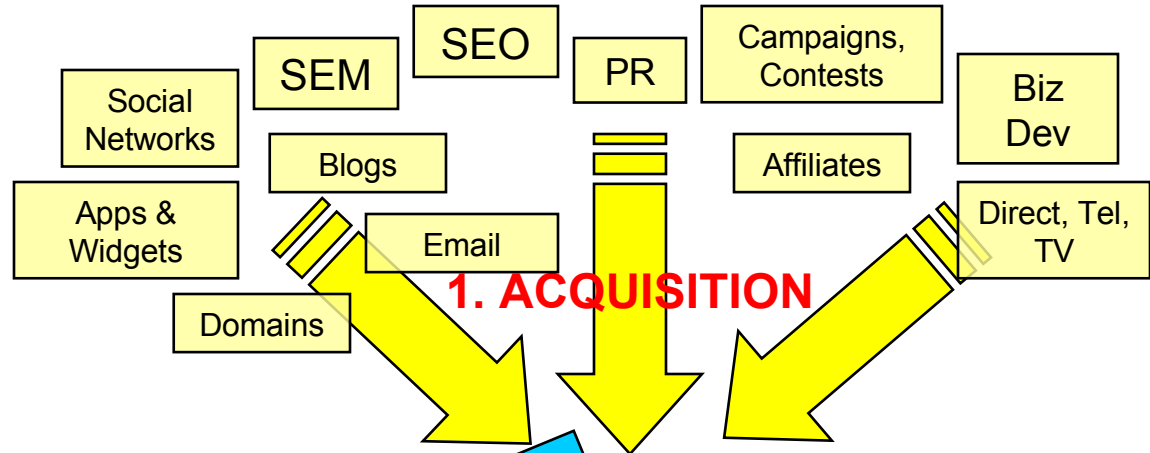 SEO
Campaigns,
Contests
SEM
PR
Biz
Dev
Social
Networks
Blogs
Affiliates
Apps &
Widgets
Email
Direct, Tel,
TV
1. ACQUISITION
Domains